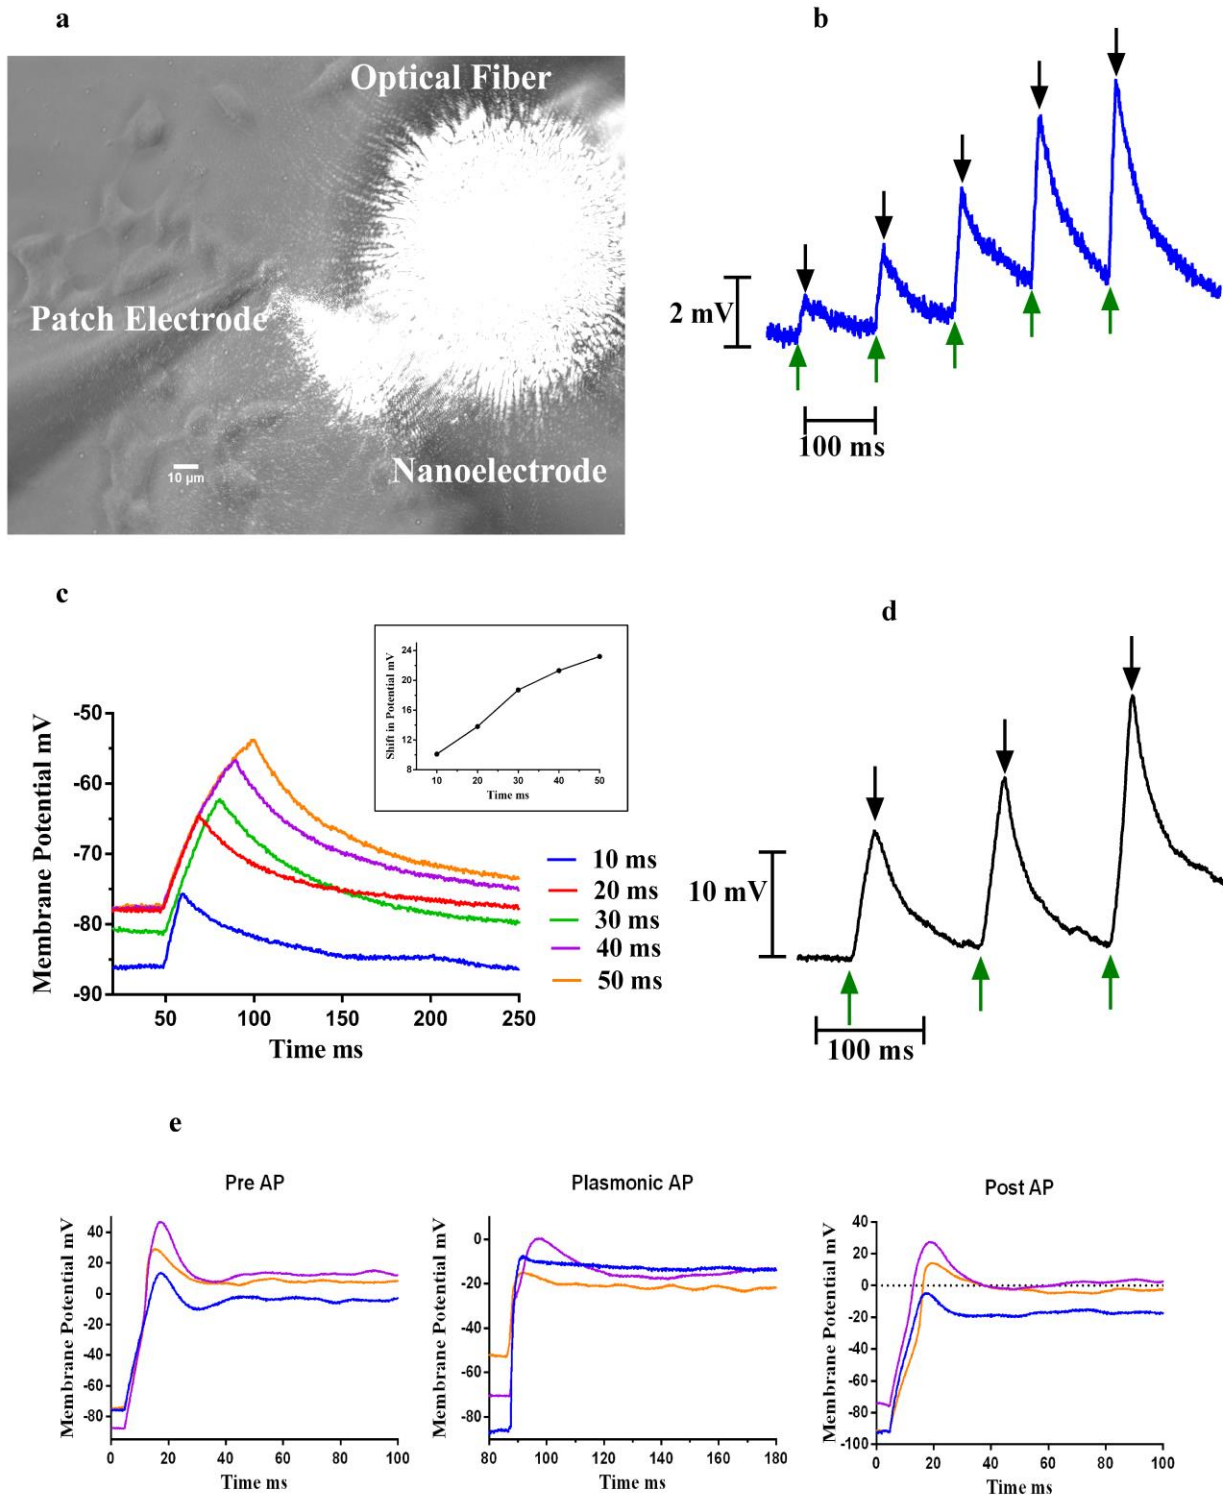 a
Optical Fiber
Patch Electrode
Nanoelectrode
10 µm
b
2 mV
100 ms
c
Membrane Potential mV
-50
-60
-70
-80
-90
50
100
150
200
250
Time ms
Shift in Potential mV
24
20
16
12
8
10
20
30
40
50
Time ms
10 ms
20 ms
30 ms
40 ms
50 ms
d
10 mV
100 ms
e
Pre AP
Membrane Potential mV
40
20
0
-20
-40
-60
-80
0
20
40
60
80
100
Time ms
Plasmonic AP
Membrane Potential mV
0
-20
-40
-60
-80
80
100
120
140
160
180
Time ms
Post AP
Membrane Potential mV
40
20
0
-20
-40
-60
-80
-100
0
20
40
60
80
100
Time ms